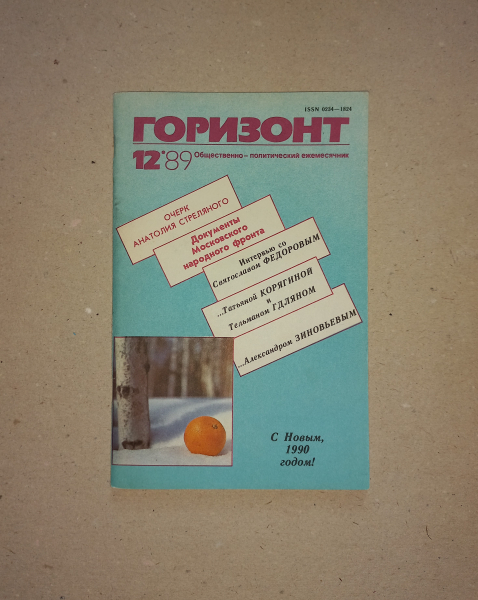 ISSN 0234—1824
ГОРИЗОНТ
12'89 Общественно-политический ежемесячник
ОЧЕРК
АНАТОЛИЯ СТРЕЛЯНОГО
Документы
Московского
народного фронта
Интервью со
Святославом ФЕДОРОВЫМ
...Татьяной КОРЯГИНОЙ
и
Тельманом ГДЛЯНОМ
...Александром ЗИНОВЬЕВЫМ
С Новым,
1990
годом!